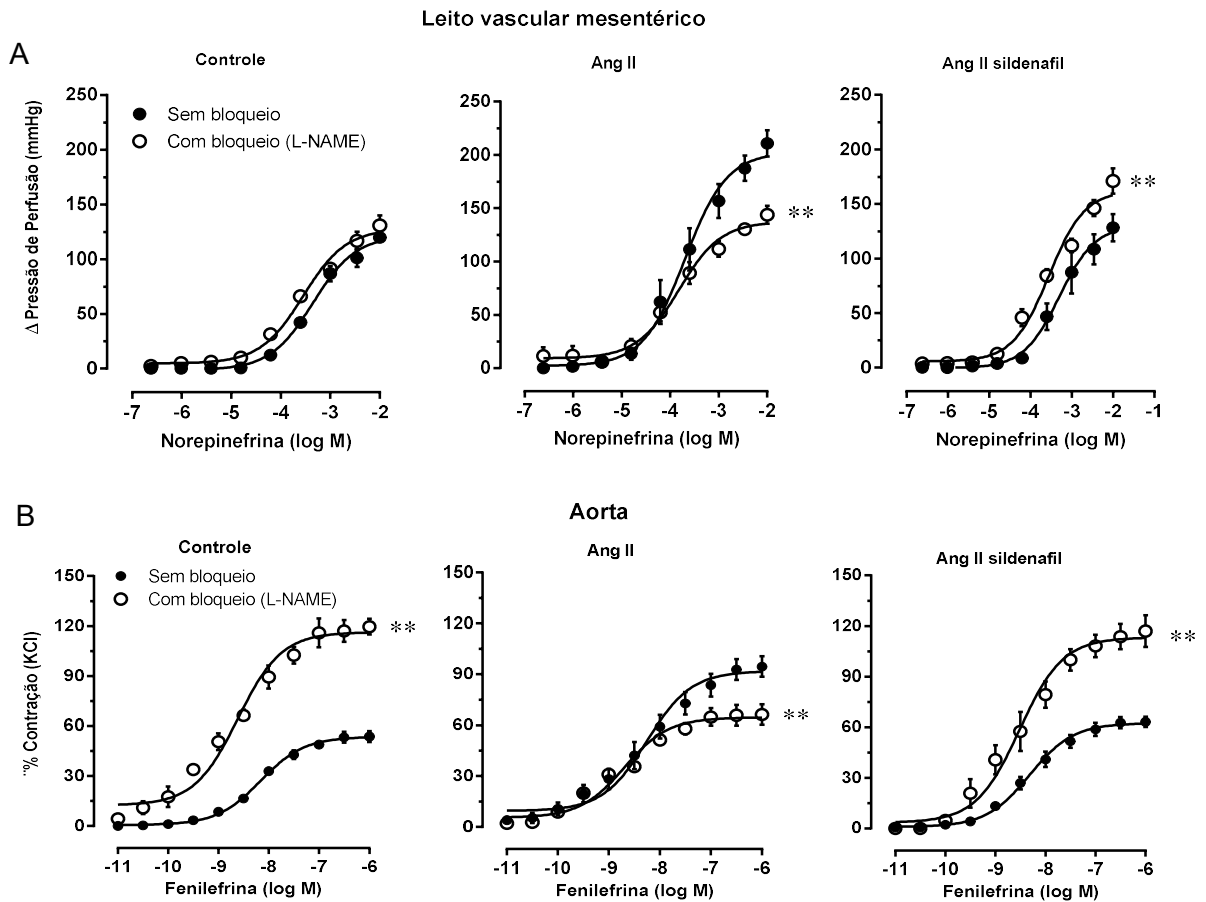 Leito vascular mesentérico
A
Controle
Ang II
Ang II sildenafil
Δ Pressão de Perfusão (mmHg)
250
200
150
100
50
0
Sem bloqueio
Com bloqueio (L-NAME)
-7 -6 -5 -4 -3 -2
Norepinefrina (log M)
250
200
150
100
50
0
**
-7 -6 -5 -4 -3 -2
Norepinefrina (log M)
250
200
150
100
50
0
**
-7 -6 -5 -4 -3 -2 -1
Norepinefrina (log M)
B
Aorta
Controle
Ang II
Ang II sildenafil
¨% Contração (KCl)
150
120
90
60
30
0
Sem bloqueio
Com bloqueio (L-NAME)
**
-11 -10 -9 -8 -7 -6
Fenilefrina (log M)
150
120
90
60
30
0
**
-11 -10 -9 -8 -7 -6
Fenilefrina (log M)
150
120
90
60
30
0
**
-11 -10 -9 -8 -7 -6
Fenilefrina (log M)